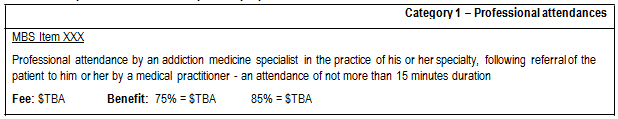 Category 1 – Professional attendances
MBS Item XXX
Professional attendance by an addiction medicine specialist in the practice of his or her specialty, following referral of the
patient to him or her by a medical practitioner - an attendance of not more than 15 minutes duration
Fee: $TBA Benefit: 75% = $TBA 85% = $TBA